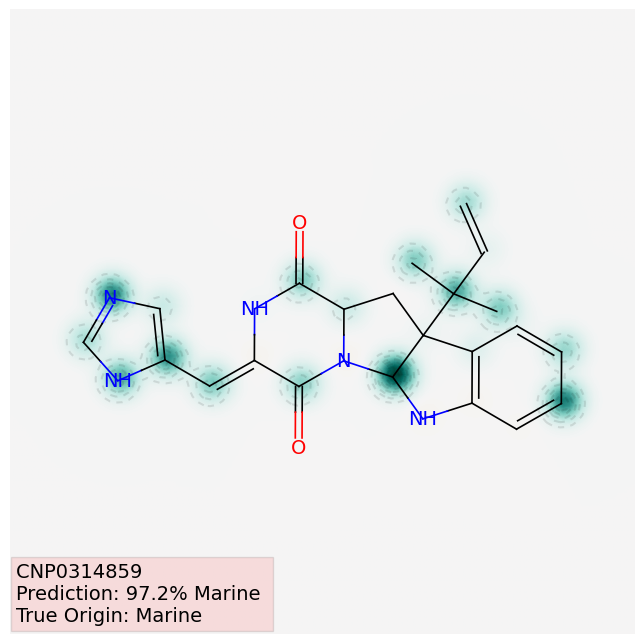 O
N
NH
NH
N
NH
O
CNP0314859
Prediction: 97.2% Marine
True Origin: Marine